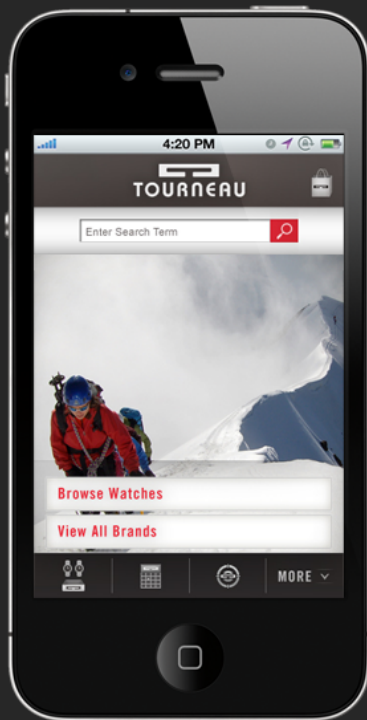 4:20 PM
TOURNEAU
Enter Search Term
Browse Watches
View All Brands
MORE